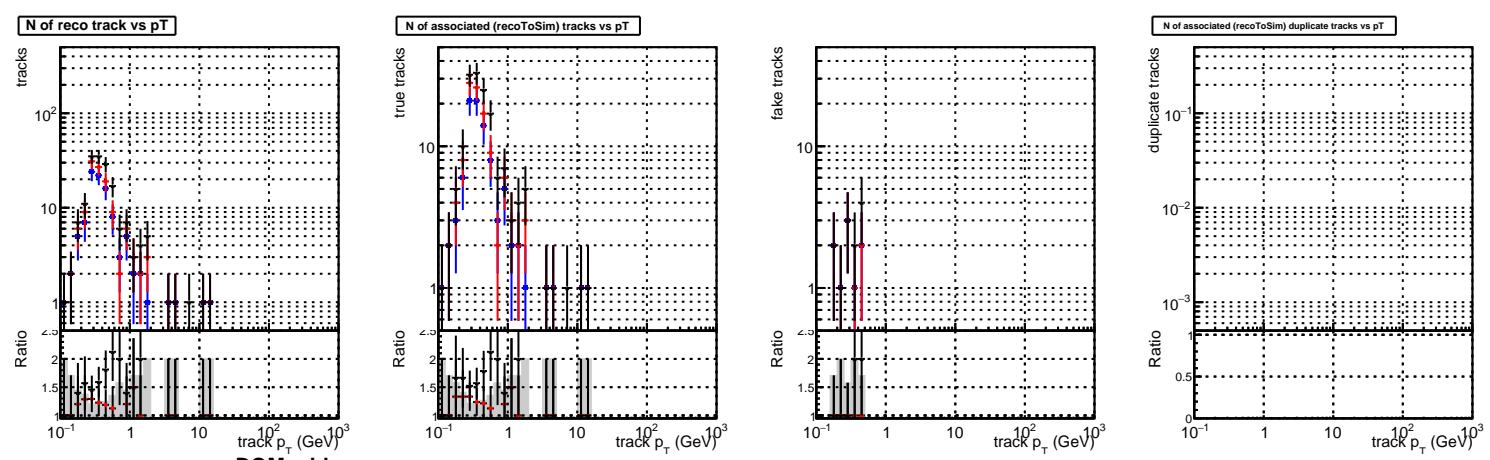 N of reco track vs pT
N of associated (recoToSim) tracks vs pT
N of associated (recoToSim) duplicate tracks vs pT
tracks
10²
10
1
Ratio
2.5
2
1.5
1
10⁻¹ 1 10 10² 10³
track p_T (GeV)
true tracks
10
1
Ratio
2.5
2
1.5
1
10⁻¹ 1 10 10² 10³
track p_T (GeV)
fake tracks
10
1
Ratio
2.5
2
1.5
1
10⁻¹ 1 10 10² 10³
track p_T (GeV)
duplicate tracks
10⁻¹
10⁻²
10⁻³
Ratio
1
0.5
0
10⁻¹ 1 10 10² 10³
track p_T (GeV)